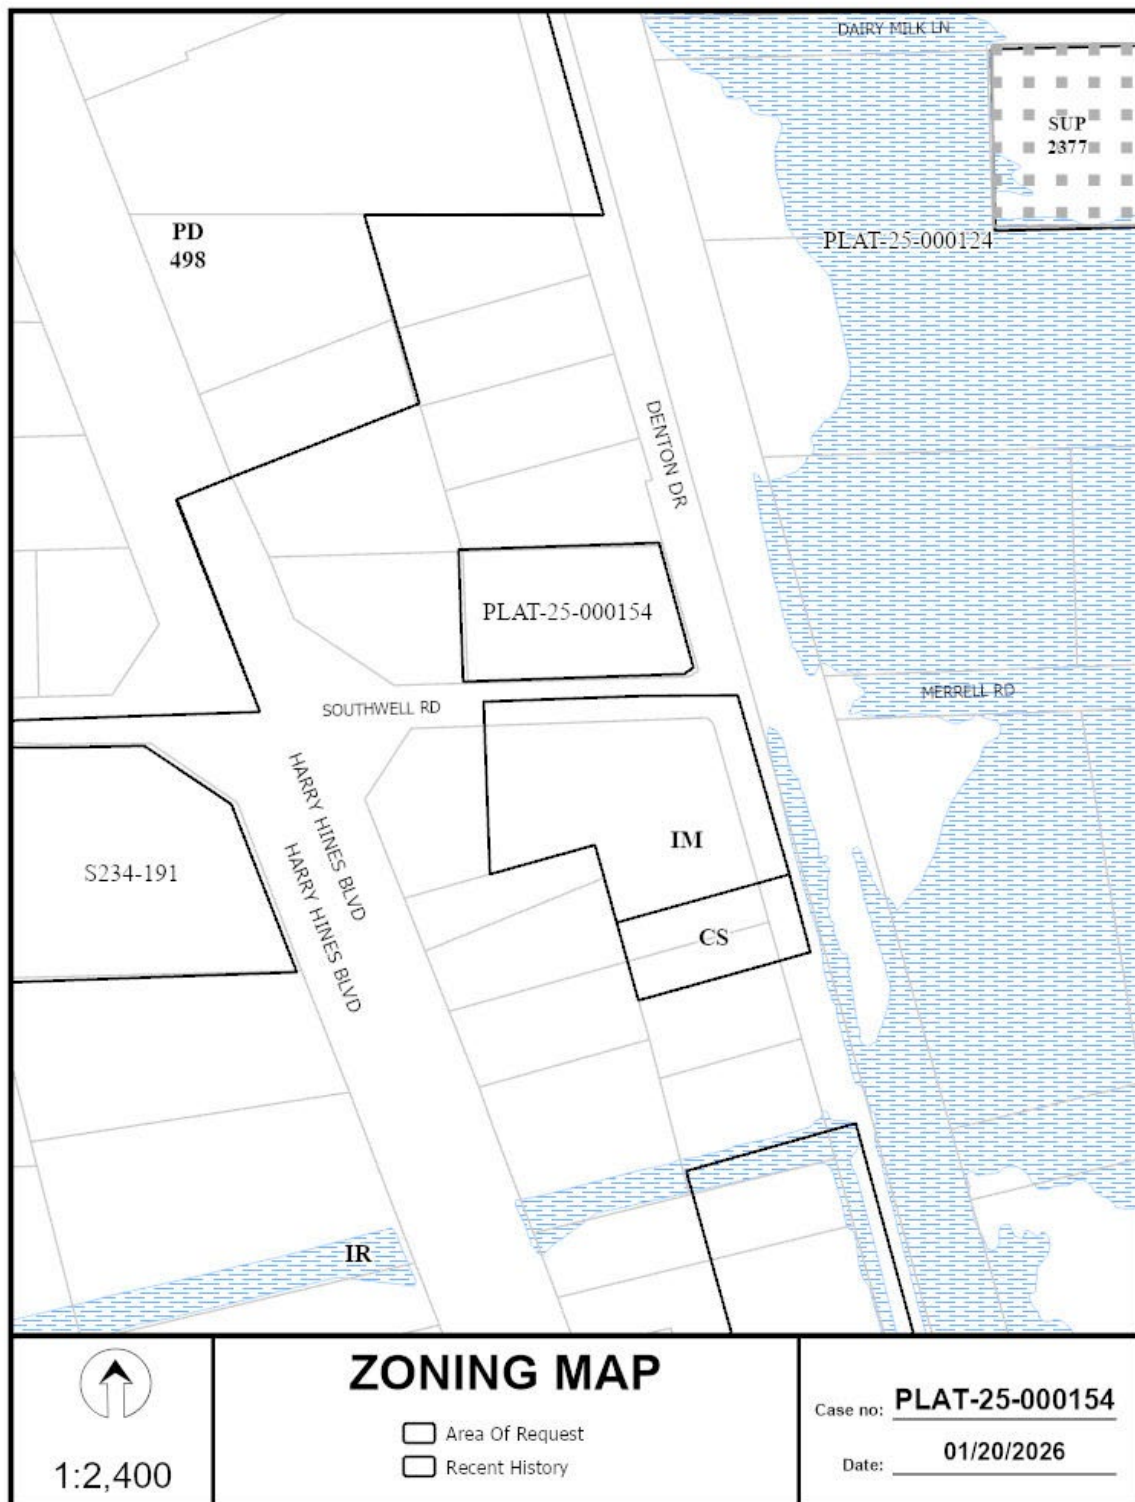 DAIRY MILK LN
SUP
2377
PD
498
PLAT-25-000124
DENTON DR
PLAT-25-000154
MERRELL RD
SOUTHWELL RD
HARRY HINES BLVD
HARRY HINES BLVD
IM
S234-191
CS
IR
ZONING MAP
Area Of Request
Recent History
1:2,400
Case no: PLAT-25-000154
Date: 01/20/2026